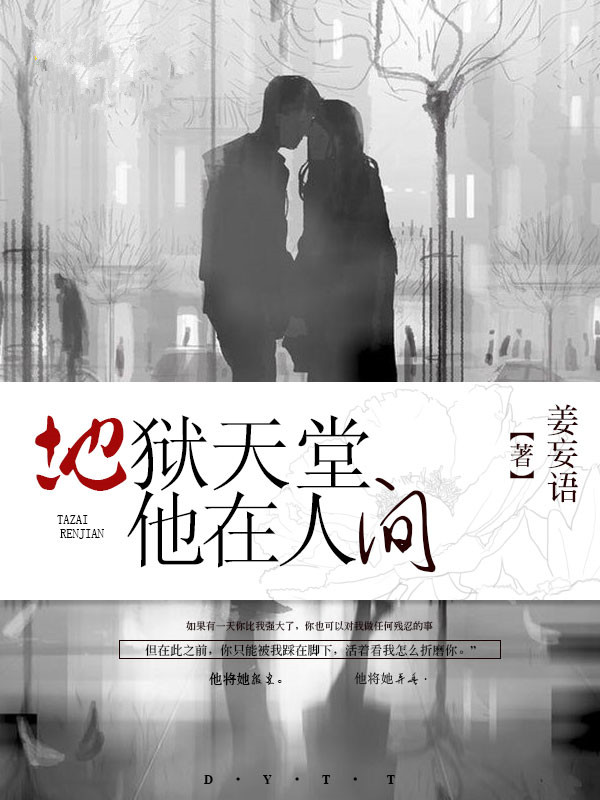 地狱天堂
他在人间
TAZAI
RENJIAN
姜妄语
【著】
如果有一天你比我强大了，你也可以对我做任何残忍的事
但在此之前，你只能被我踩在脚下，活着看我怎么折磨你。”
他将她
他将她
D·Y·T·T